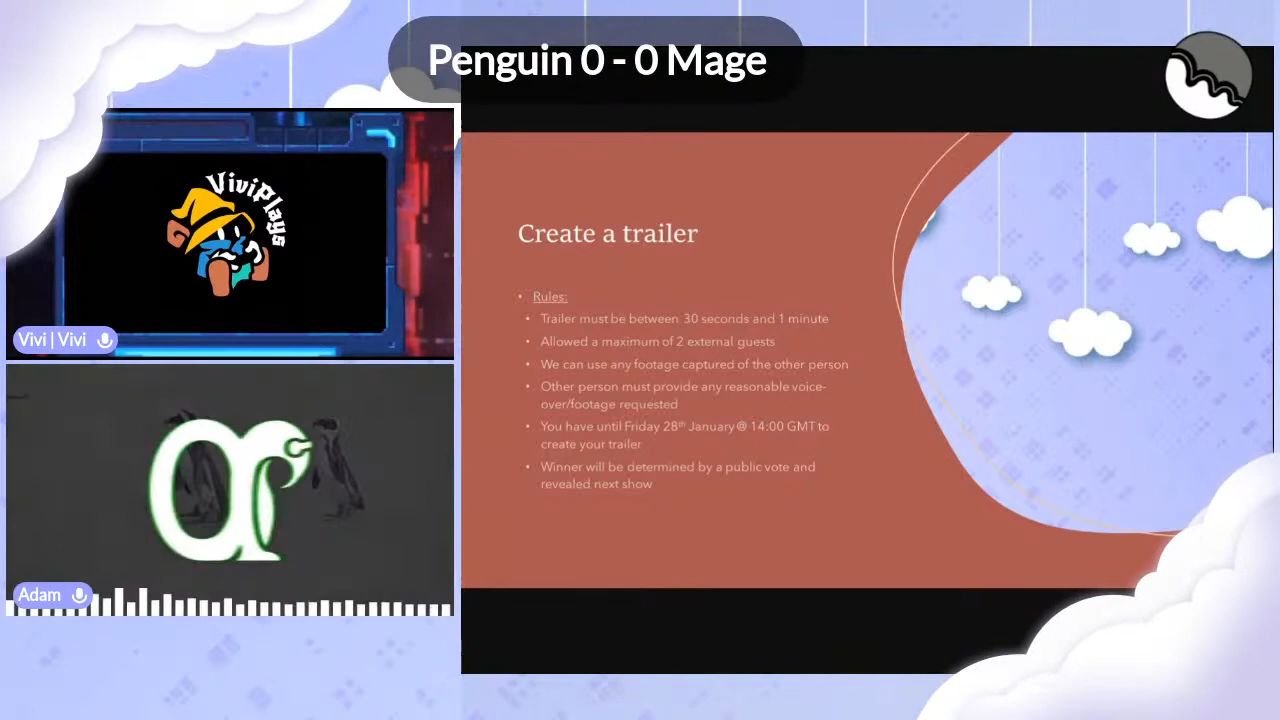 Penguin 0 - 0 Mage
ViviPlays
Vivi | Vivi
Adam
Create a trailer
• Rules:
• Trailer must be between 30 seconds and 1 minute
• Allowed a maximum of 2 external guests
• We can use any footage captured of the other person
• Other person must provide any reasonable voice-
over/footage requested
• You have until Friday 28th January @ 14:00 GMT to
create your trailer
• Winner will be determined by a public vote and
revealed next show